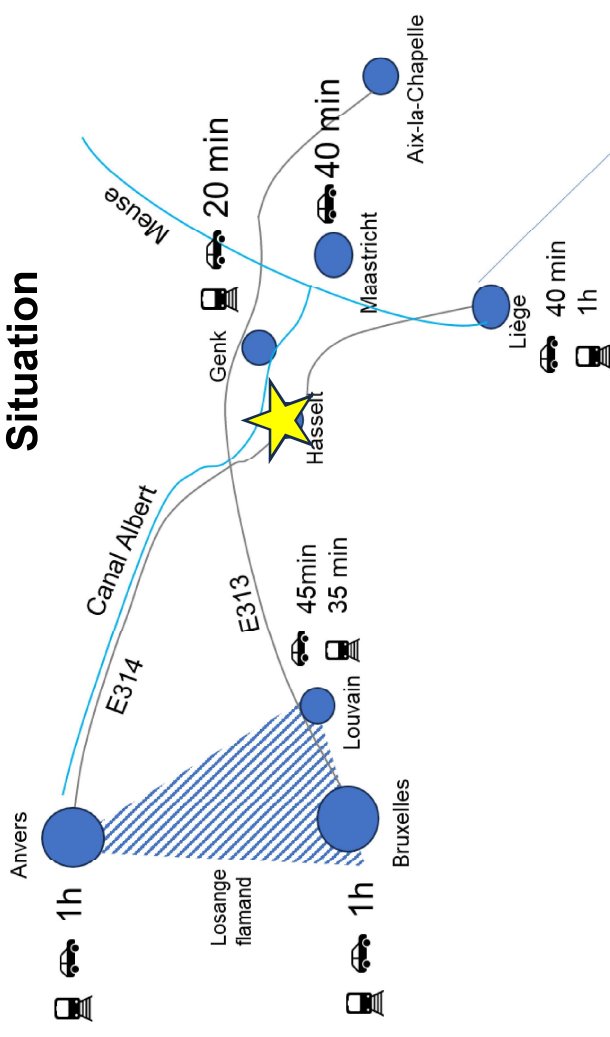 Situation
Anvers
1h
Canal Albert
E314
Losange
flamand
1h
Bruxelles
Louvain
45min
35 min
E313
Hasselt
Genk
20 min
Meuse
Maastricht
40 min
Aix-la-Chapelle
Liège
40 min
1h